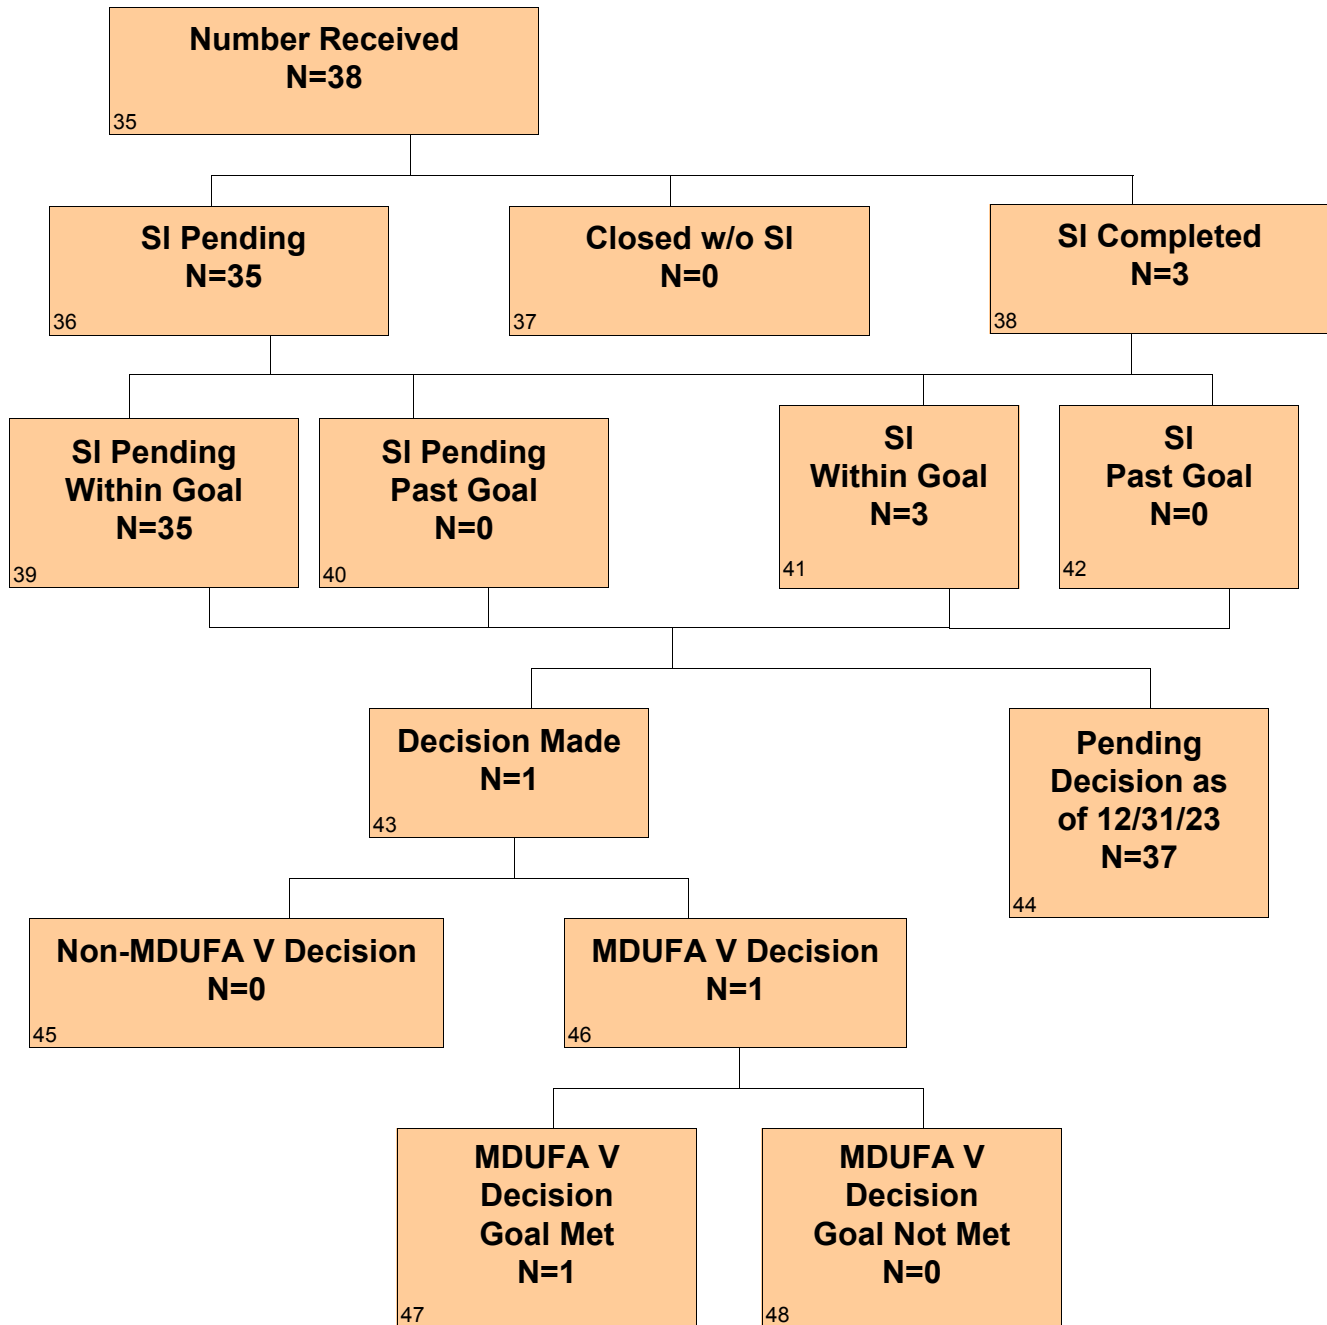 Number Received
N=38
35
SI Pending
N=35
36
Closed w/o SI
N=0
37
SI Completed
N=3
38
SI Pending
Within Goal
N=35
39
SI Pending
Past Goal
N=0
40
SI
Within Goal
N=3
41
SI
Past Goal
N=0
42
Decision Made
N=1
43
Pending
Decision as
of 12/31/23
N=37
44
Non-MDUFA V Decision
N=0
45
MDUFA V Decision
N=1
46
MDUFA V
Decision
Goal Met
N=1
47
MDUFA V
Decision
Goal Not Met
N=0
48